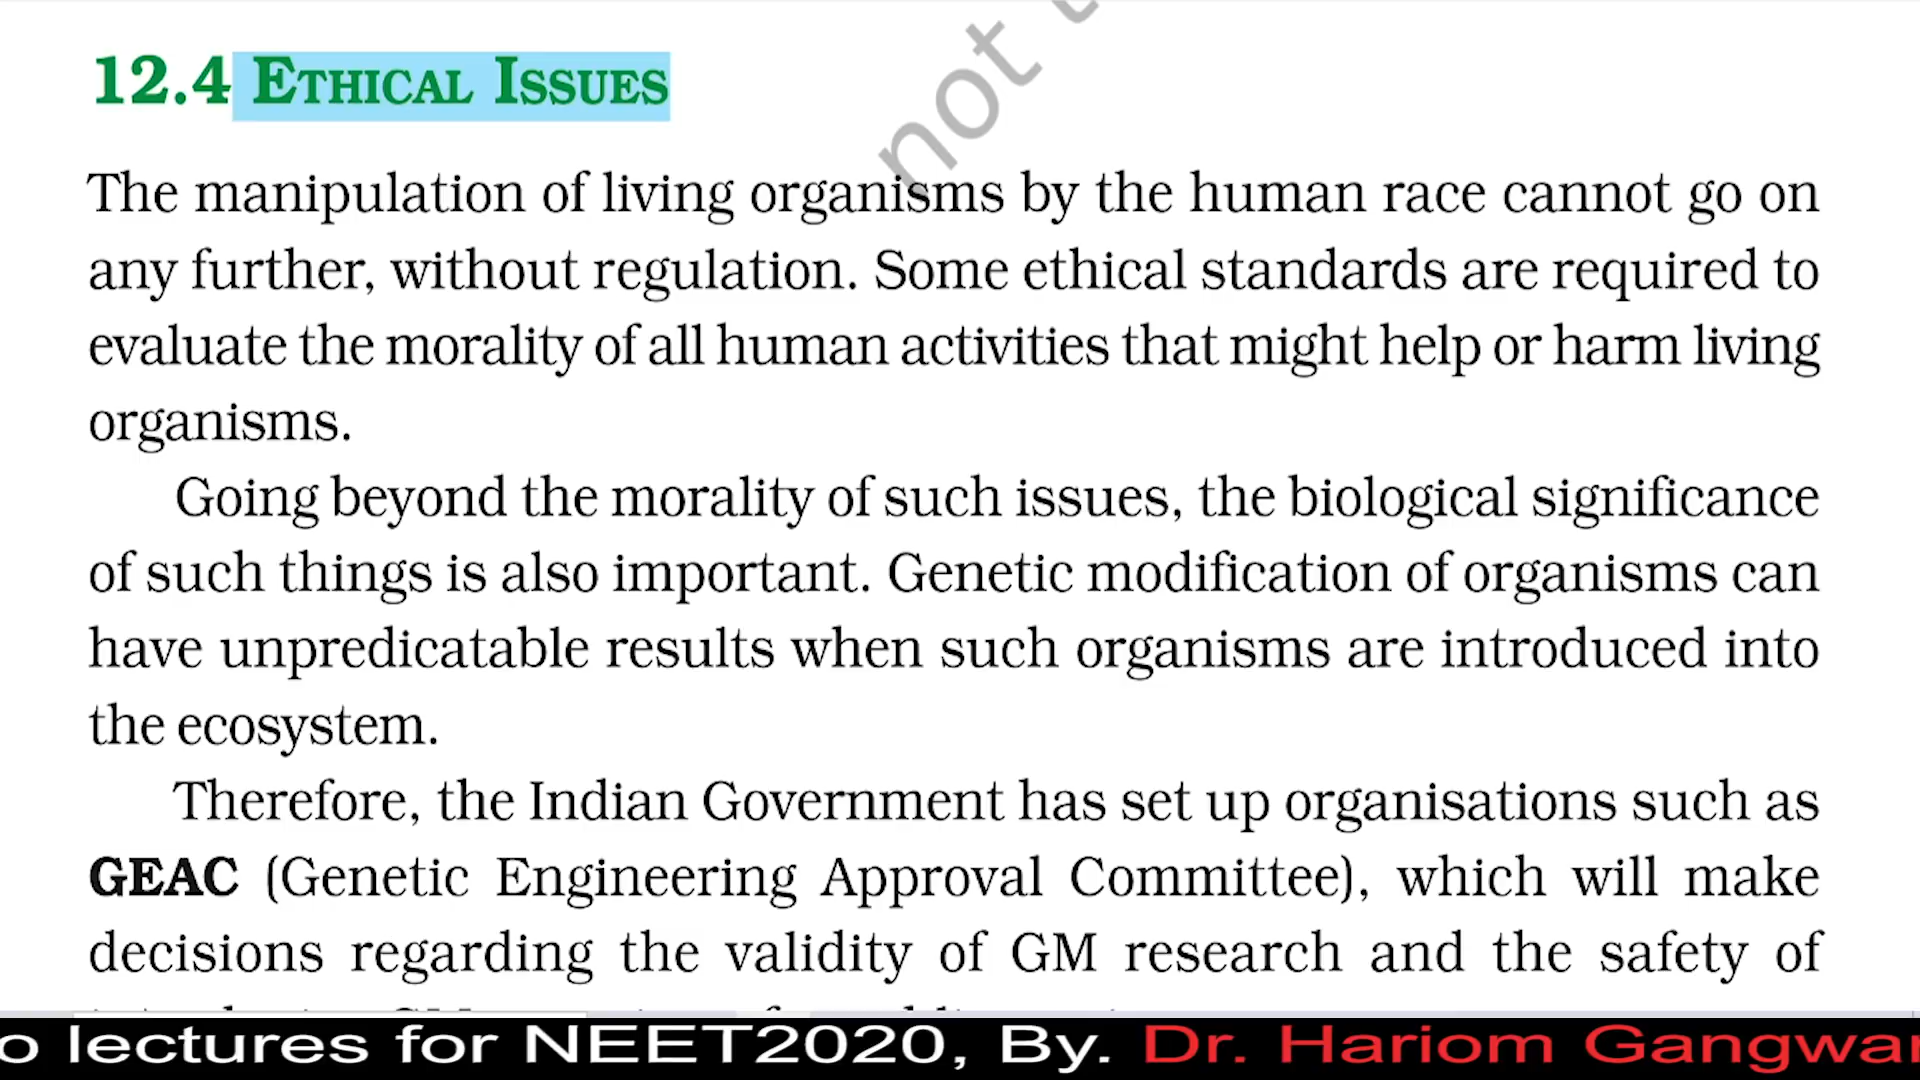 not
12.4 ETHICAL ISSUES
The manipulation of living organisms by the human race cannot go on
any further, without regulation. Some ethical standards are required to
evaluate the morality of all human activities that might help or harm living
organisms.
Going beyond the morality of such issues, the biological significance
of such things is also important. Genetic modification of organisms can
have unpredicatable results when such organisms are introduced into
the ecosystem.
Therefore, the Indian Government has set up organisations such as
GEAC (Genetic Engineering Approval Committee), which will make
decisions regarding the validity of GM research and the safety of
lectures for NEET2020, By. Dr. Hariom Gangwar